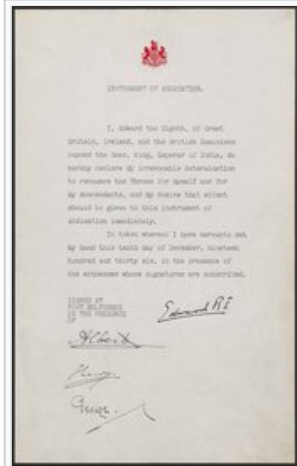 INSTRUMENT OF ABDICATION.
I, Edward the Eighth, of Great
Britain, Ireland, and the British Dominions
beyond the Seas, King, Emperor of India, do
hereby declare My irrevocable determination
to renounce the Throne for Myself and for
My descendants, and My desire that effect
should be given to this Instrument of
Abdication immediately.
In token whereof I have hereunto set
My hand this tenth day of December, nineteen
hundred and thirty six, in the presence of
the witnesses whose signatures are subscribed.
SIGNED AT
FORT BELVEDERE
IN THE PRESENCE
OF
Edward R I
Albert
Henry
George